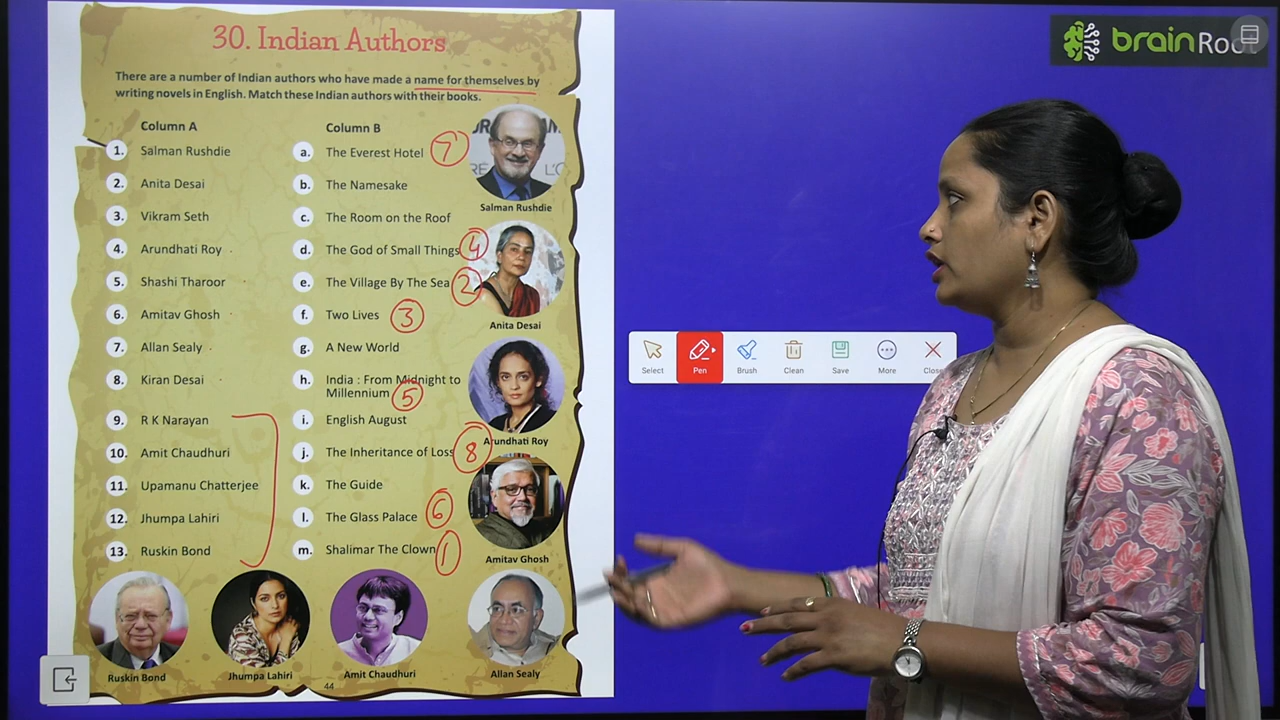 30. Indian Authors
There are a number of Indian authors who have made a name for themselves by
writing novels in English. Match these Indian authors with their books.
Column A
1. Salman Rushdie
2. Anita Desai
3. Vikram Seth
4. Arundhati Roy
5. Shashi Tharoor
6. Amitav Ghosh
7. Allan Sealy
8. Kiran Desai
9. R K Narayan
10. Amit Chaudhuri
11. Upamanu Chatterjee
12. Jhumpa Lahiri
13. Ruskin Bond
Column B
a. The Everest Hotel 7
b. The Namesake
c. The Room on the Roof
d. The God of Small Things 4
e. The Village By The Sea 2
f. Two Lives 3
g. A New World
h. India : From Midnight to
Millennium 5
i. English August
j. The Inheritance of Loss 8
k. The Guide
l. The Glass Palace 6
m. Shalimar The Clown 1
Salman Rushdie
Anita Desai
Arundhati Roy
Amitav Ghosh
Ruskin Bond
Jhumpa Lahiri
Amit Chaudhuri
Allan Sealy
44
brainRoot
Select
Pen
Brush
Clean
Save
More
Close